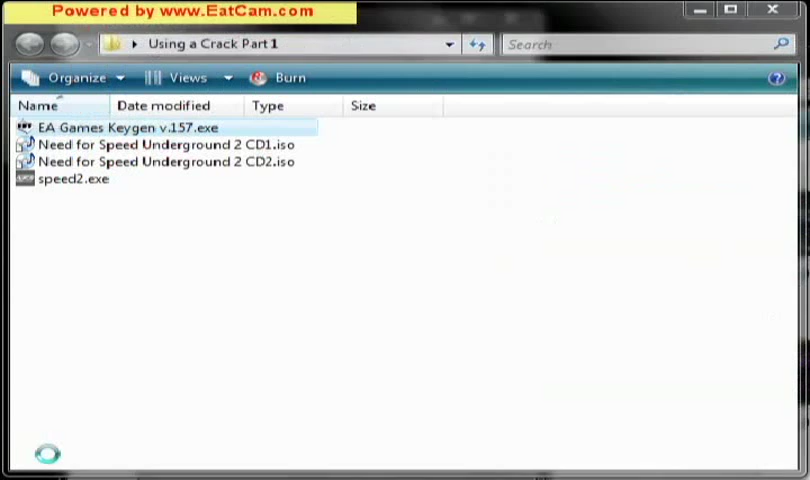 Powered by www.EatCam.com
Using a Crack Part 1
Search
Organize
Views
Burn
Name
Date modified
Type
Size
EA Games Keygen v.157.exe
Need for Speed Underground 2 CD1.iso
Need for Speed Underground 2 CD2.iso
speed2.exe